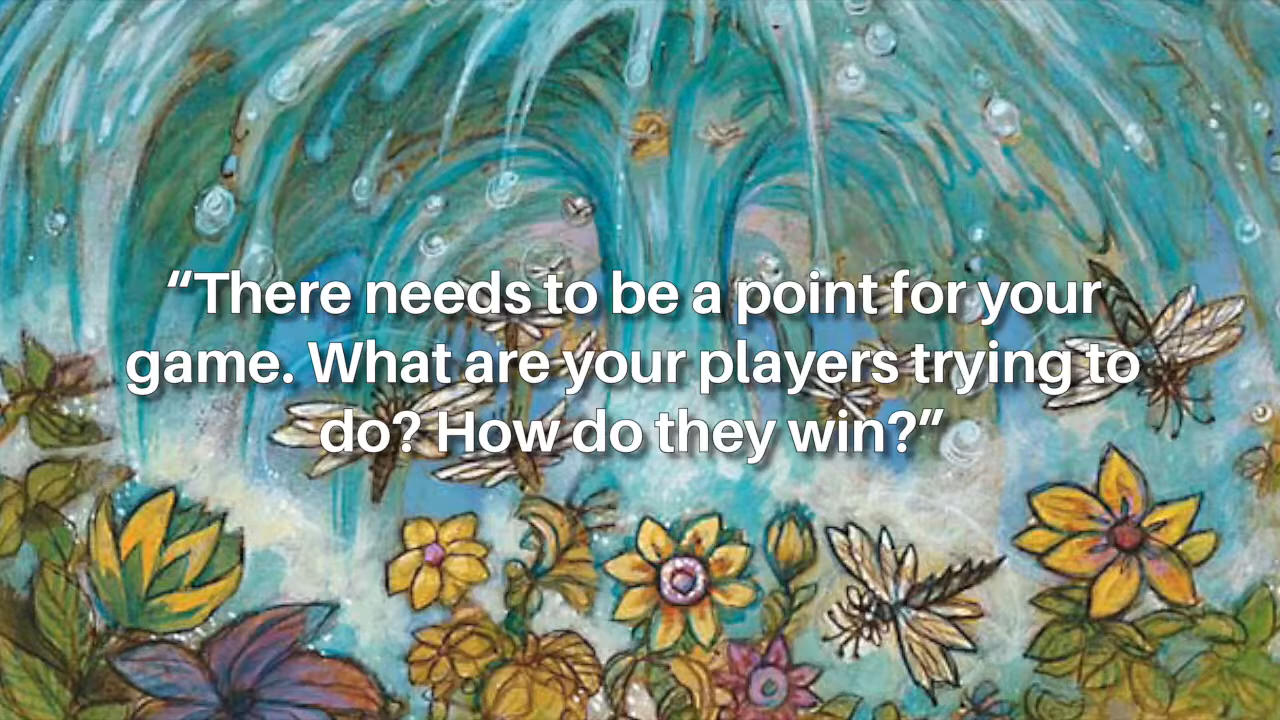 “There needs to be a point for your
game. What are your players trying to
do? How do they win?”